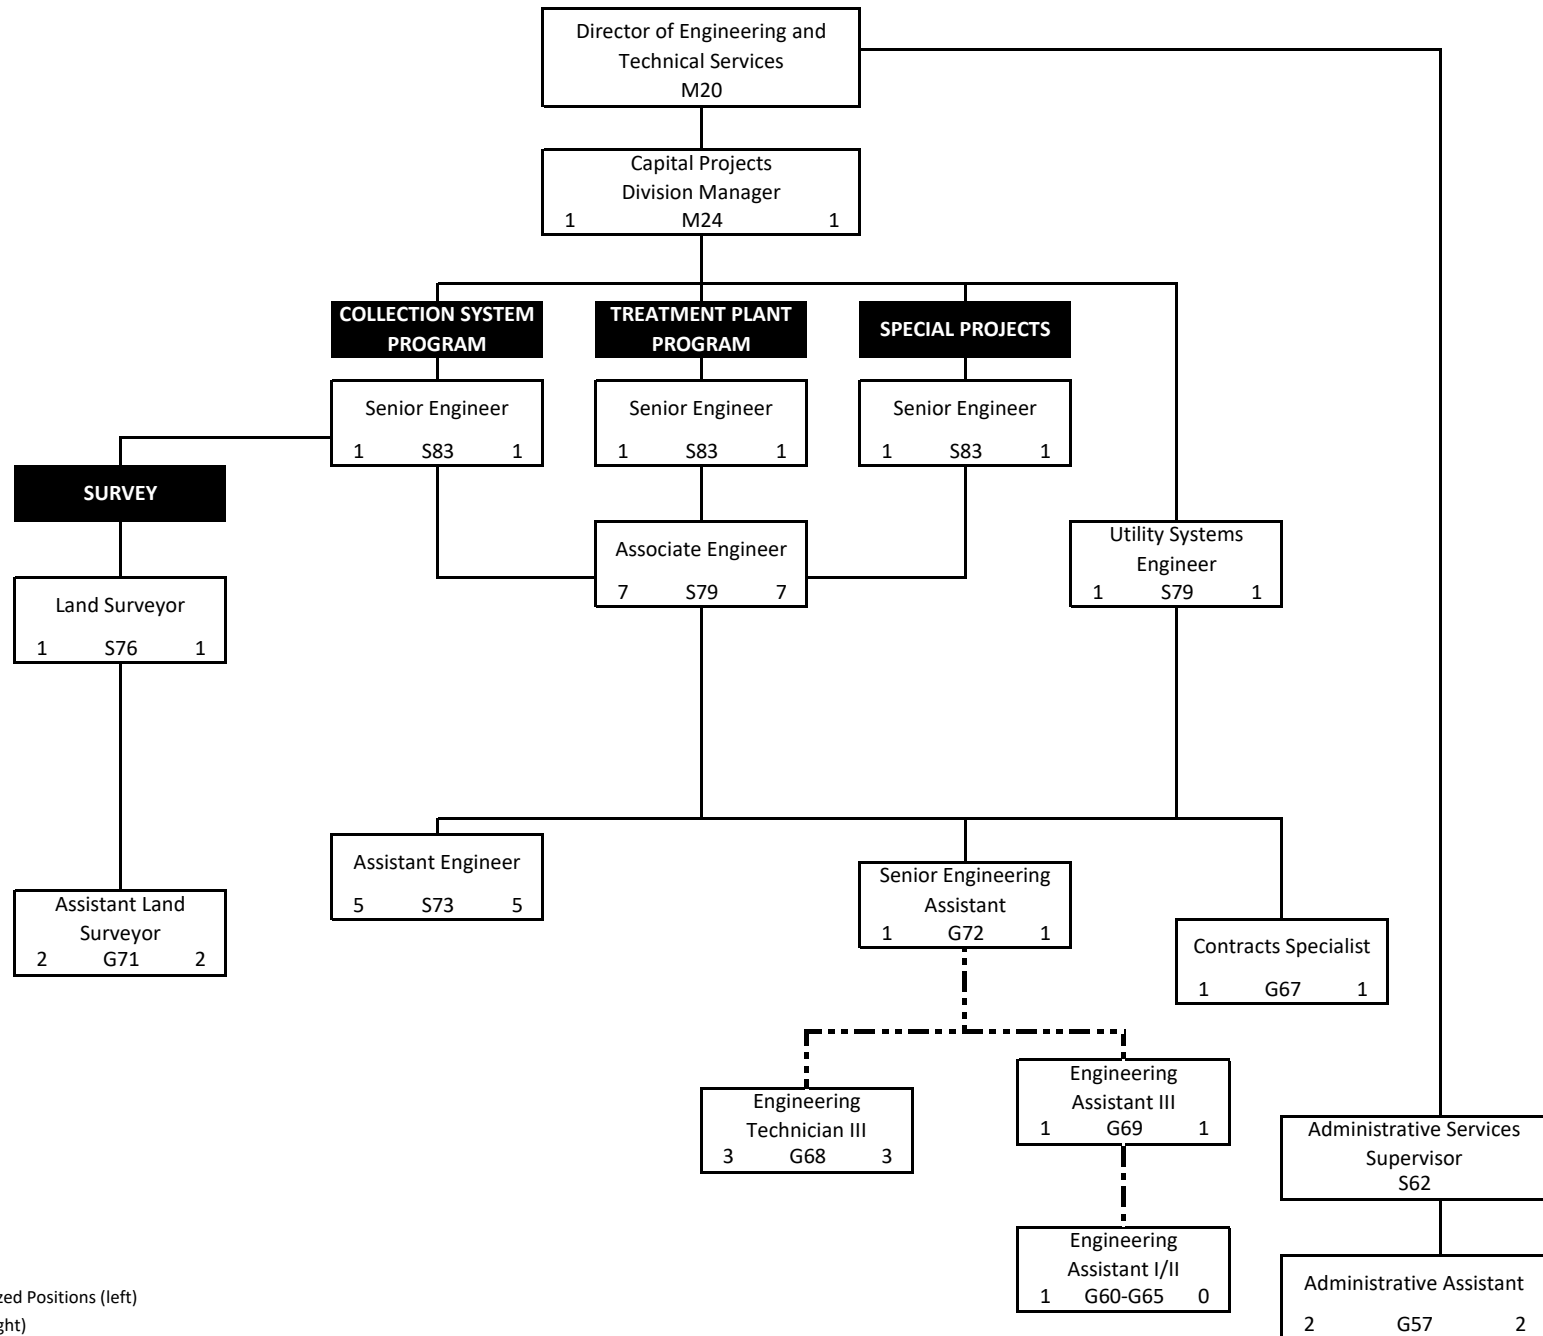 Director of Engineering and
Technical Services
M20
Capital Projects
Division Manager
1 M24 1
COLLECTION SYSTEM
PROGRAM
TREATMENT PLANT
PROGRAM
SPECIAL PROJECTS
Senior Engineer
1 S83 1
Senior Engineer
1 S83 1
Senior Engineer
1 S83 1
SURVEY
Land Surveyor
1 S76 1
Associate Engineer
7 S79 7
Utility Systems
Engineer
1 S79 1
Assistant Engineer
5 S73 5
Senior Engineering
Assistant
1 G72 1
Assistant Land
Surveyor
2 G71 2
Contracts Specialist
1 G67 1
Engineering
Technician III
3 G68 3
Engineering
Assistant III
1 G69 1
Administrative Services
Supervisor
S62
Engineering
Assistant I/II
1 G60-G65 0
Administrative Assistant
2 G57 2
Positions (left)